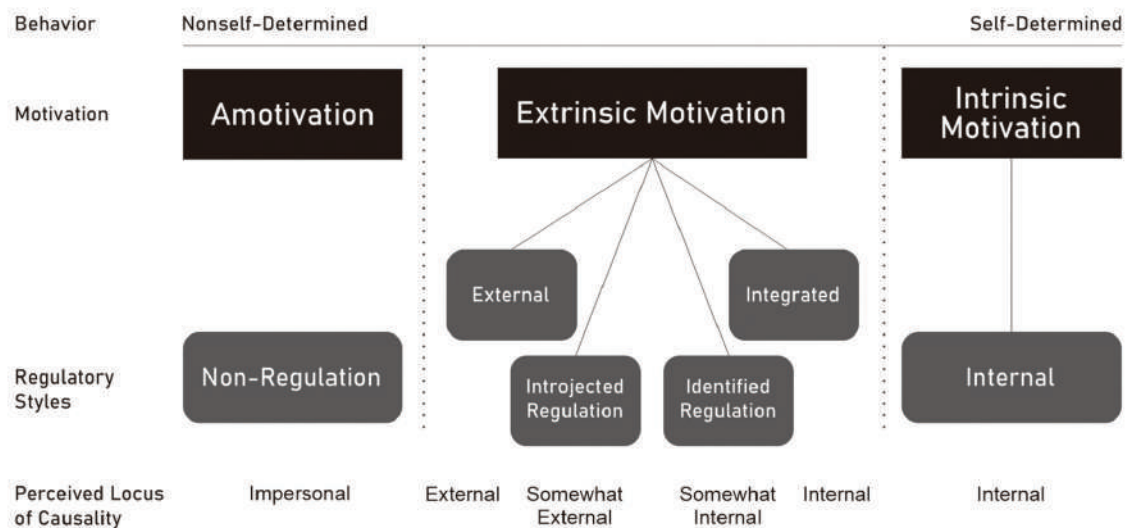 Behavior
Nonself-Determined
Self-Determined
Motivation
Amotivation
Extrinsic Motivation
Intrinsic
Motivation
External
Integrated
Regulatory
Styles
Non-Regulation
Introjected
Regulation
Identified
Regulation
Internal
Perceived Locus
of Causality
Impersonal
External
Somewhat
External
Somewhat
Internal
Internal
Internal